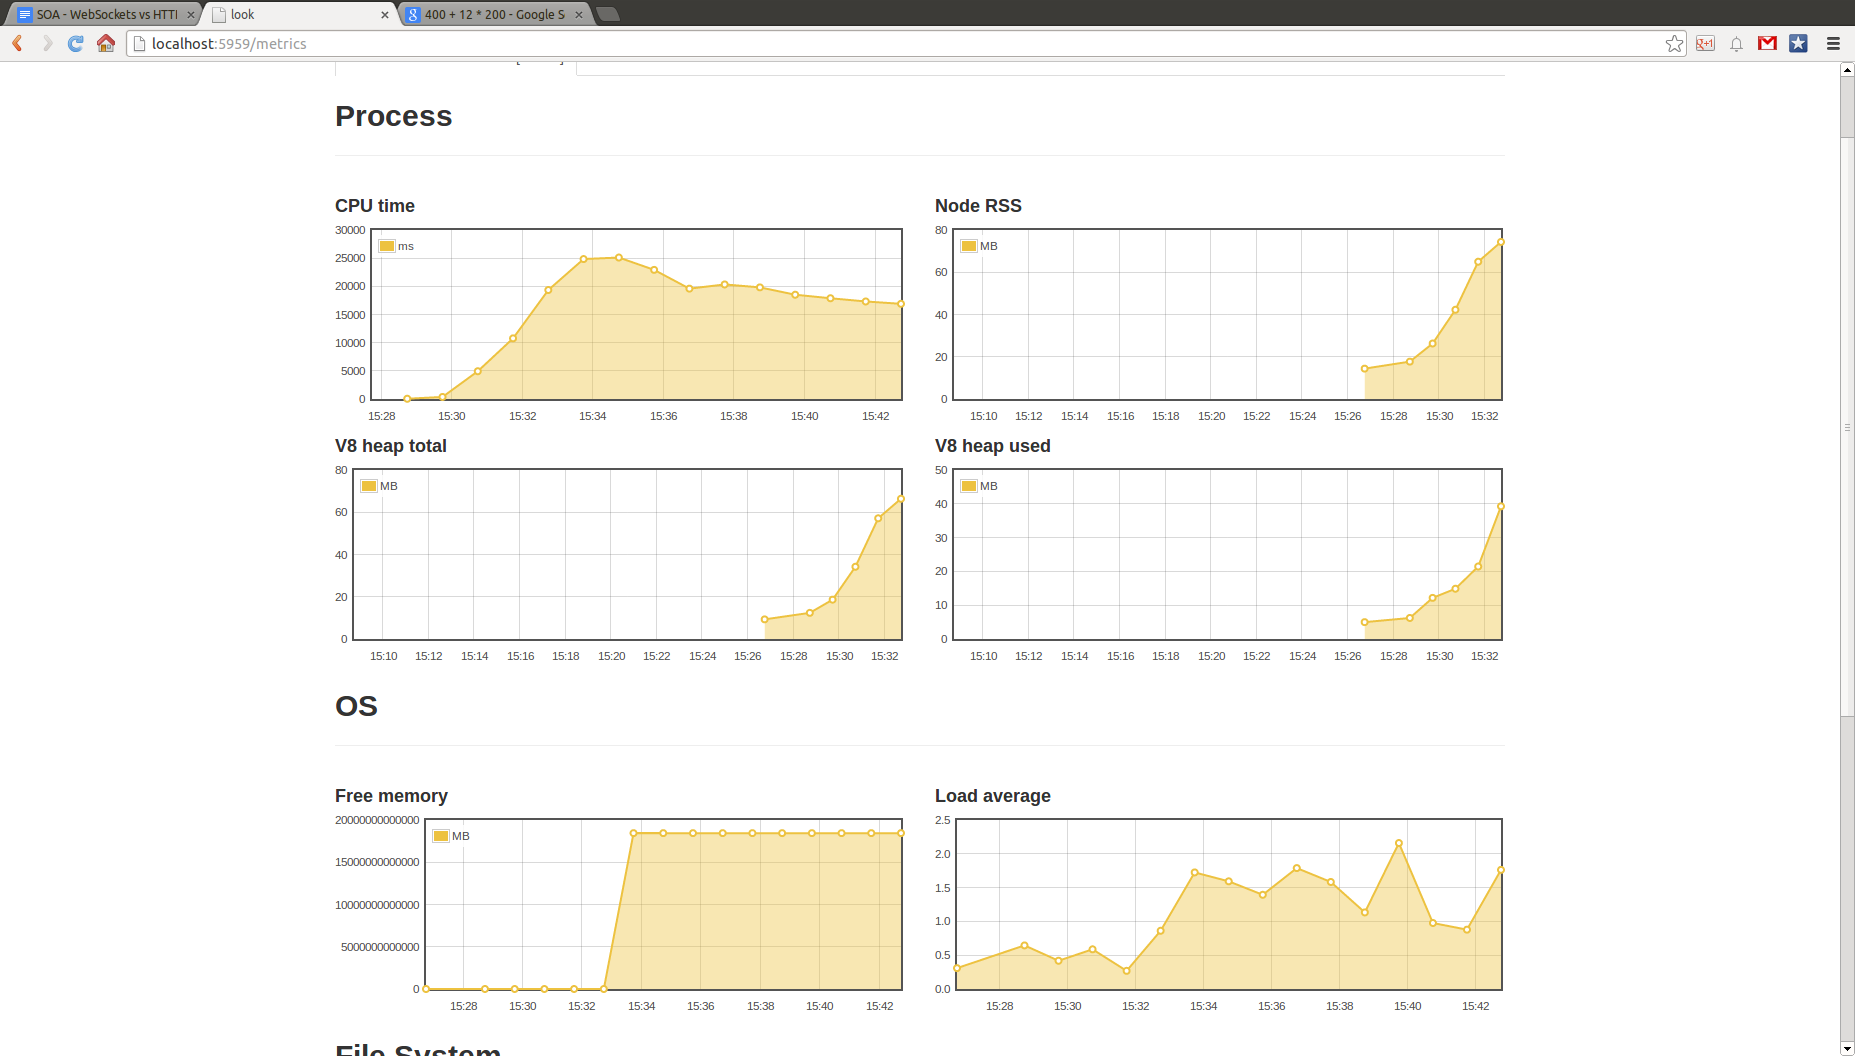 SOA - WebSockets vs HTTI
look
400 + 12 * 200 - Google S
localhost:5959/metrics
Process
CPU time
30000
25000
20000
15000
10000
5000
0
ms
15:28 15:30 15:32 15:34 15:36 15:38 15:40 15:42
Node RSS
80
60
40
20
0
MB
15:10 15:12 15:14 15:16 15:18 15:20 15:22 15:24 15:26 15:28 15:30 15:32
V8 heap total
80
60
40
20
0
MB
15:10 15:12 15:14 15:16 15:18 15:20 15:22 15:24 15:26 15:28 15:30 15:32
V8 heap used
50
40
30
20
10
0
MB
15:10 15:12 15:14 15:16 15:18 15:20 15:22 15:24 15:26 15:28 15:30 15:32
OS
Free memory
20000000000000
15000000000000
10000000000000
5000000000000
0
MB
15:28 15:30 15:32 15:34 15:36 15:38 15:40 15:42
Load average
2.5
2.0
1.5
1.0
0.5
0.0
15:28 15:30 15:32 15:34 15:36 15:38 15:40 15:42
File System